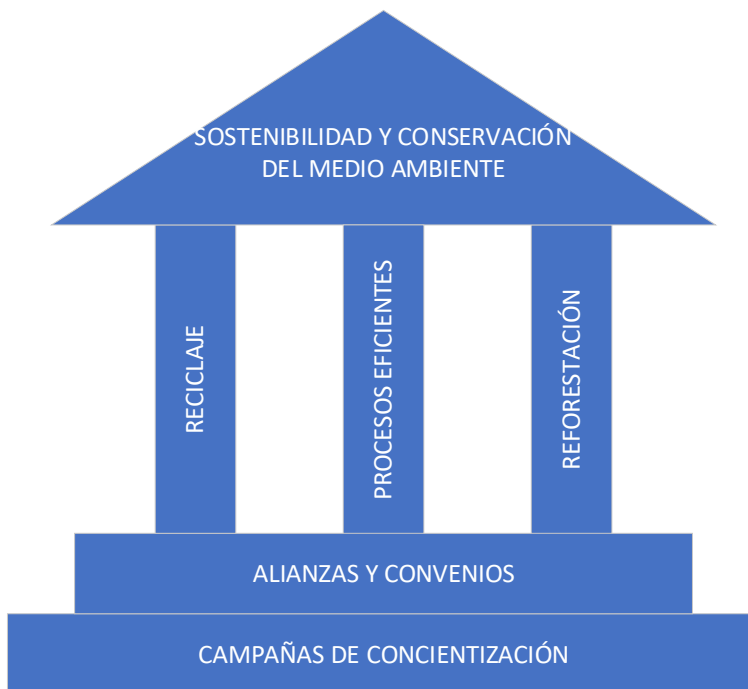 SOSTENIBILIDAD Y CONSERVACIÓN
DEL MEDIO AMBIENTE
RECICLAJE
PROCESOS EFICIENTES
REFORESTACIÓN
ALIANZAS Y CONVENIOS
CAMPAÑAS DE CONCIENTIZACIÓN